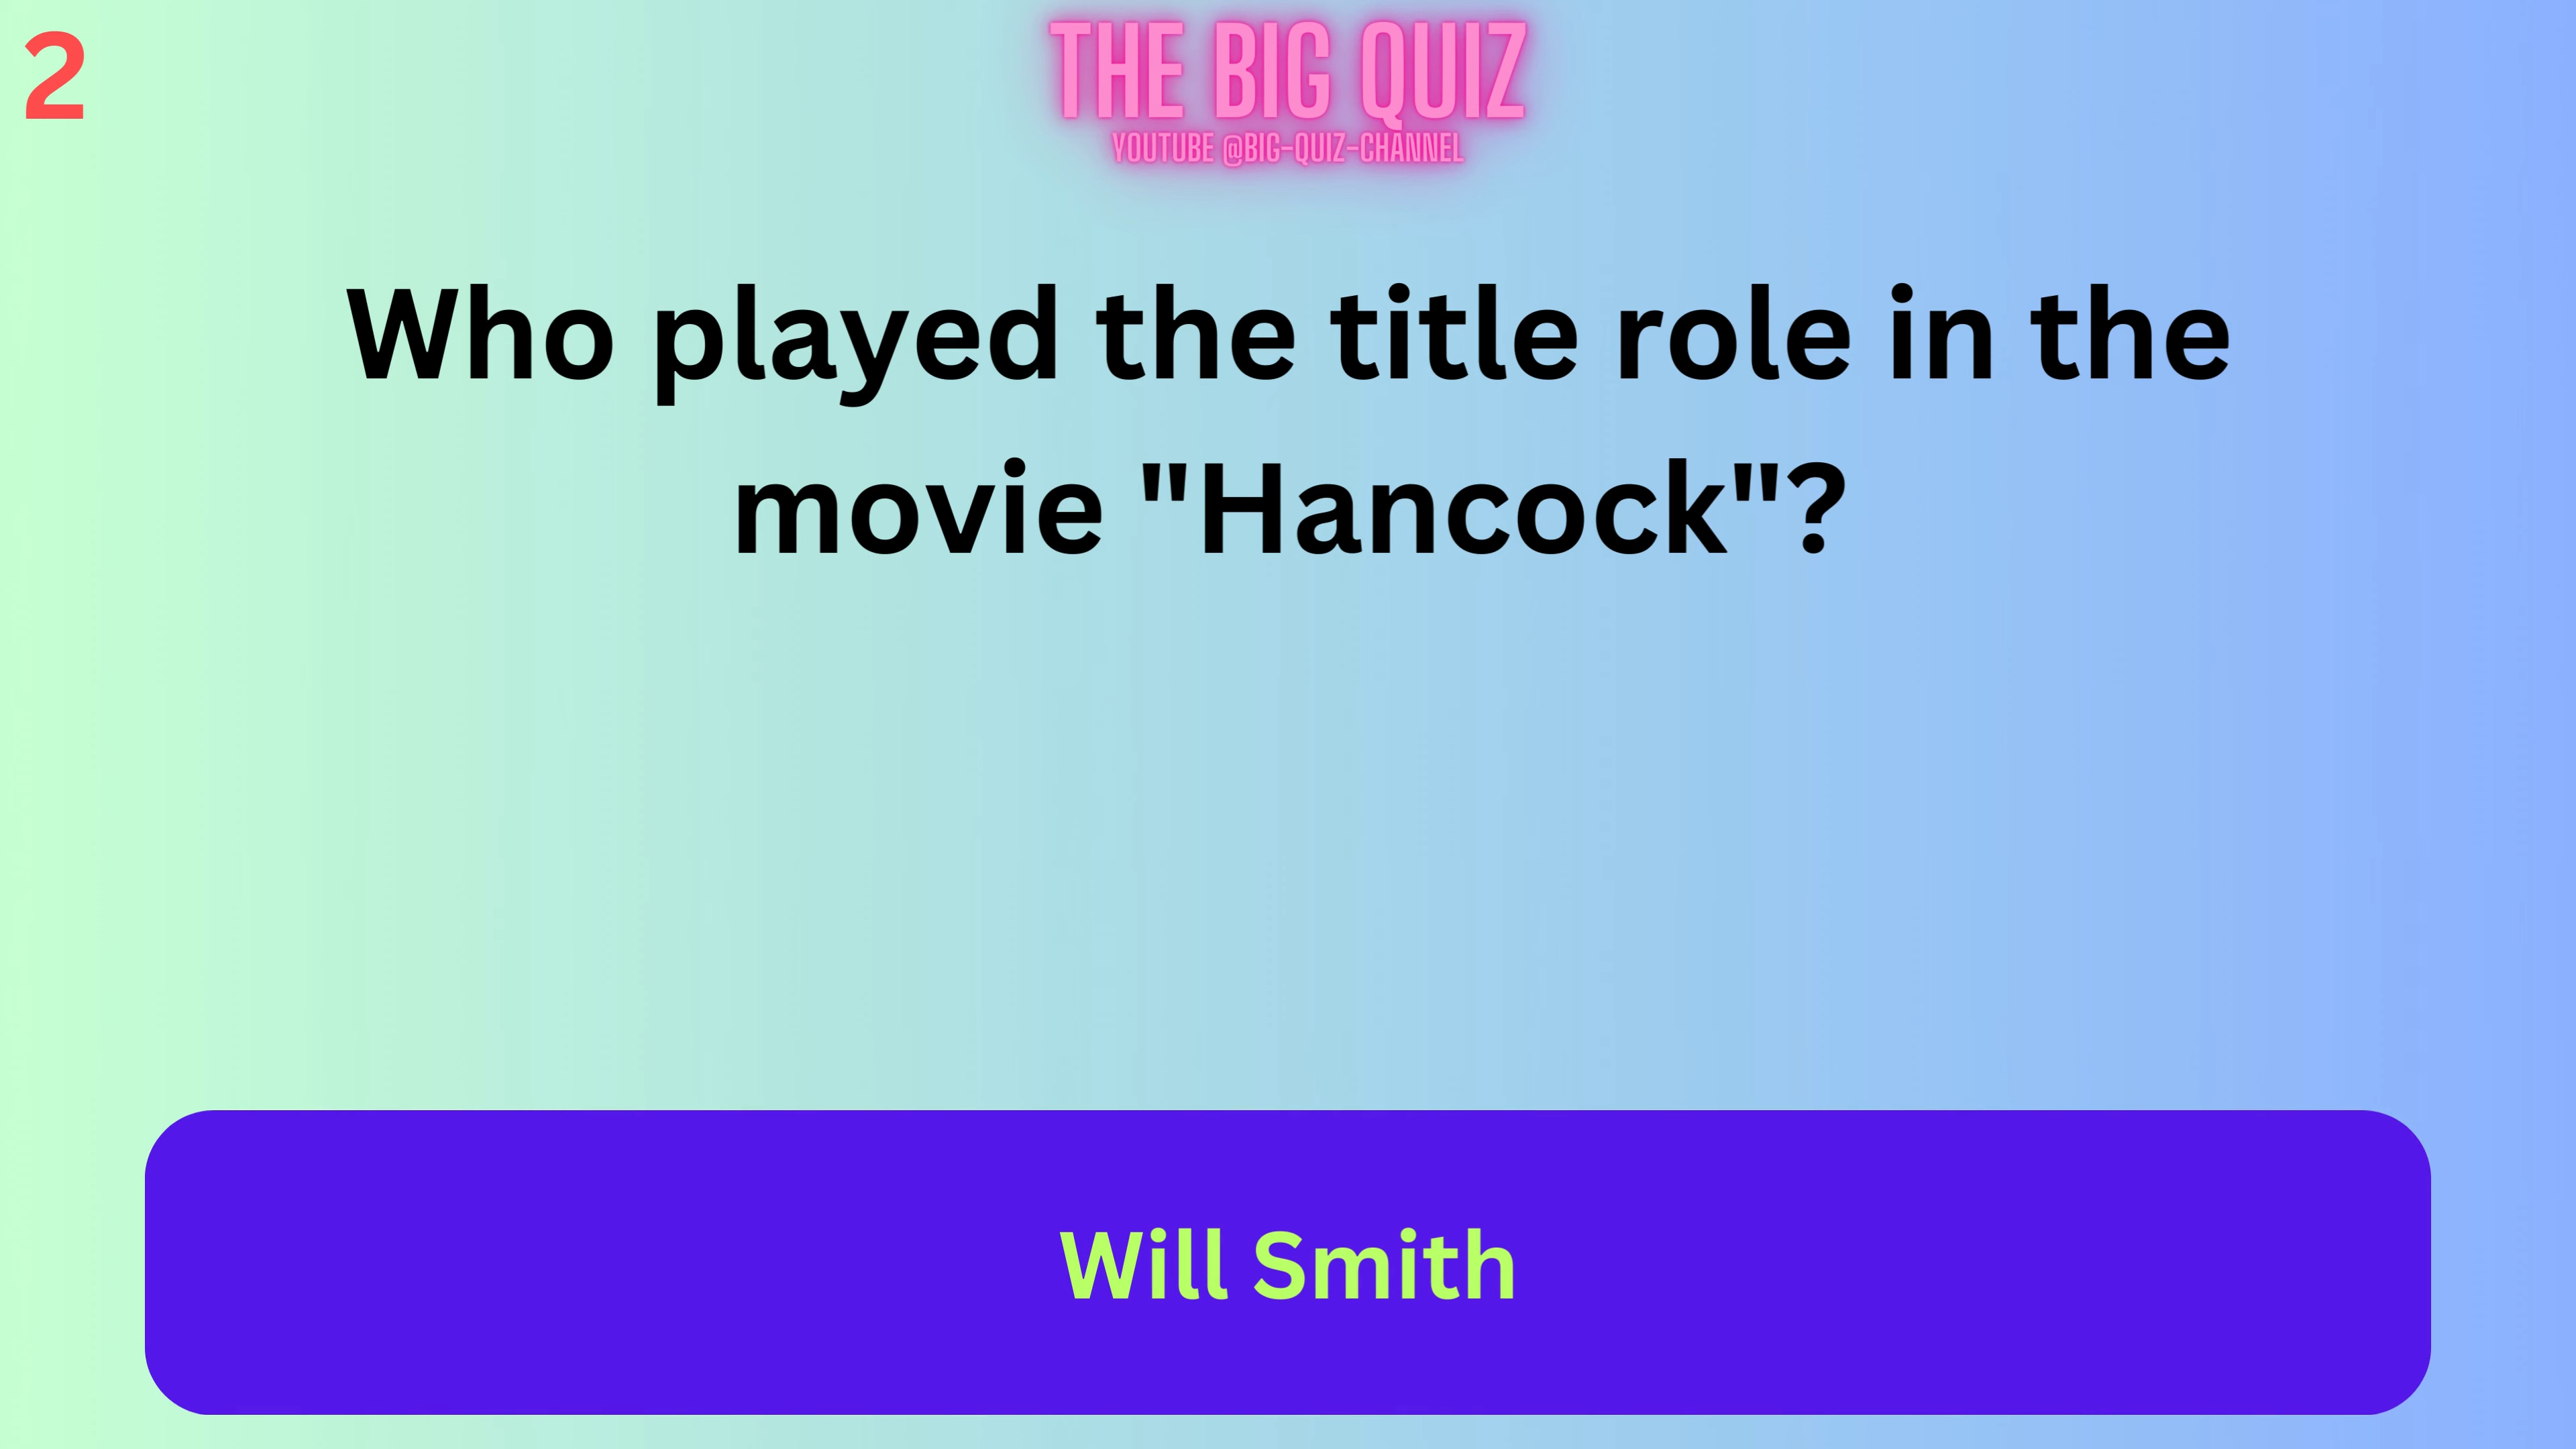 2
THE BIG QUIZ
YOUTUBE @BIG-QUIZ-CHANNEL
Who played the title role in the
movie "Hancock"?
Will Smith